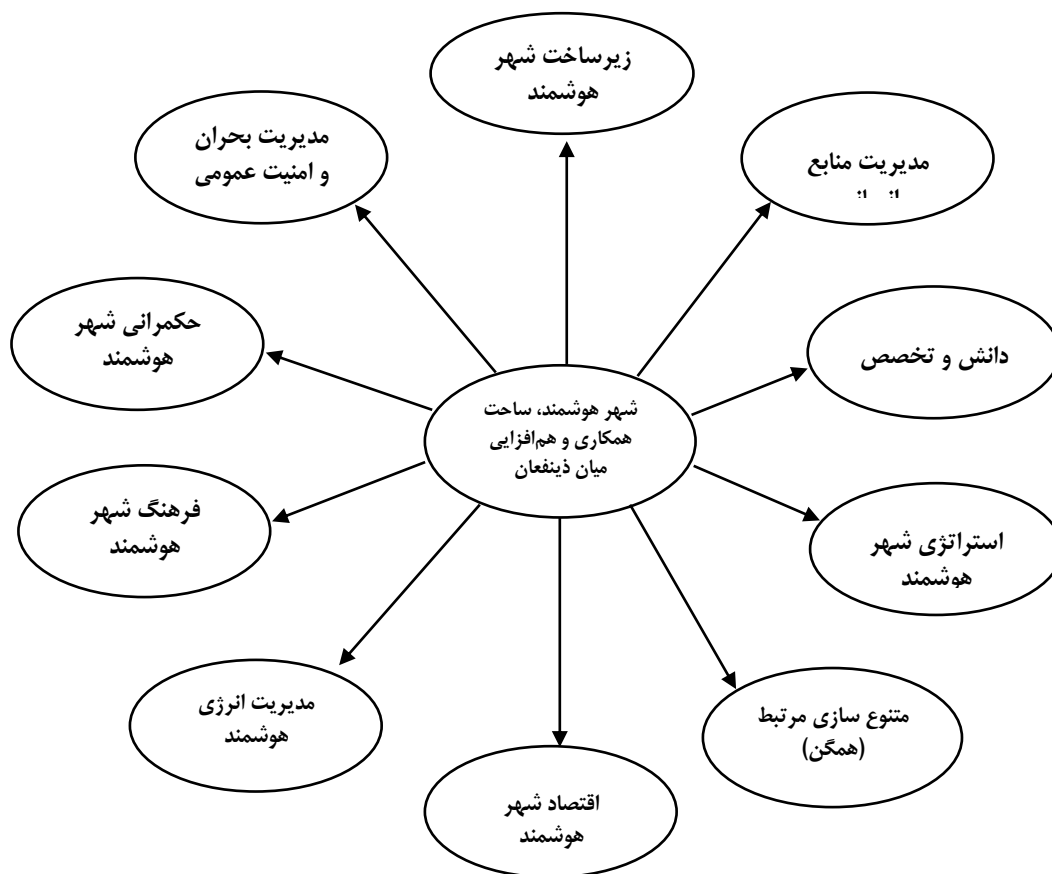 زیرساخت شهر
هوشمند
مدیریت منابع
مدیریت بحران
و امنیت عمومی
دانش و تخصص
حکمرانی شهر
هوشمند
شهر هوشمند، ساحت
همکاری و هم‌افزایی
میان ذینفعان
استراتژی شهر
هوشمند
فرهنگ شهر
هوشمند
متنوع سازی مرتبط
(همگن)
مدیریت انرژی
هوشمند
اقتصاد شهر
هوشمند